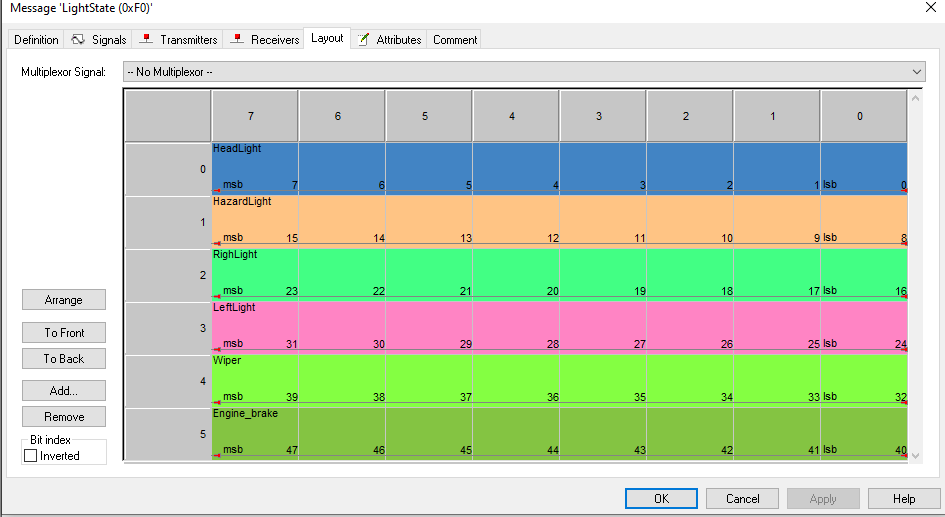 Message 'LightState (0xF0)'
Definition Signals Transmitters Receivers Layout Attributes Comment
Multiplexor Signal: -- No Multiplexor --
7 6 5 4 3 2 1 0
HeadLight
0 msb 7 6 5 4 3 2 1 lsb 0
HazardLight
1 msb 15 14 13 12 11 10 9 lsb 8
RighLight
2 msb 23 22 21 20 19 18 17 lsb 16
LeftLight
3 msb 31 30 29 28 27 26 25 lsb 24
Wiper
4 msb 39 38 37 36 35 34 33 lsb 32
Engine_brake
5 msb 47 46 45 44 43 42 41 lsb 40
Arrange
To Front
To Back
Add...
Remove
Bit index
Inverted
OK Cancel Apply Help